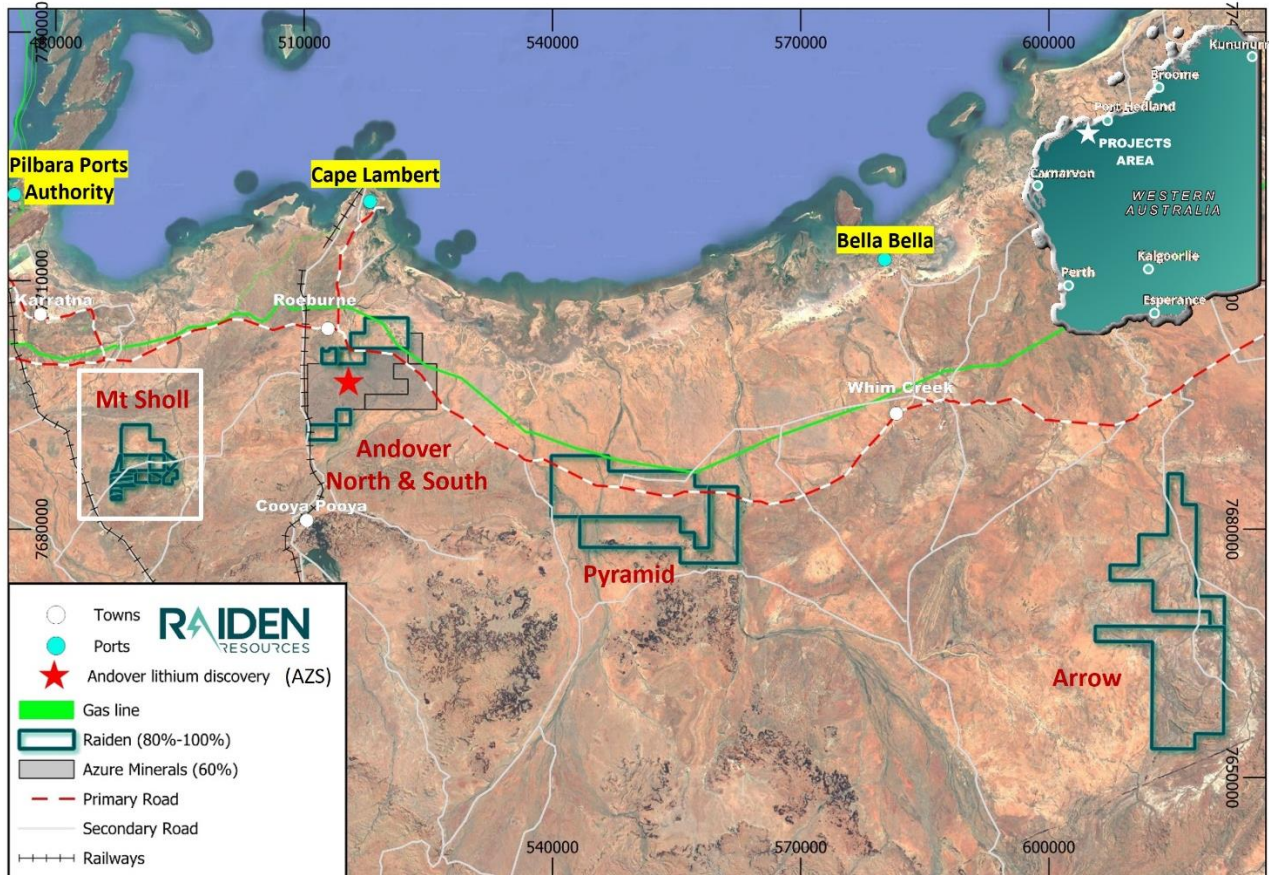 510000
540000
570000
600000
Kununurra
Broome
Port Hedland
PROJECTS
AREA
Carnarvon
WESTERN
AUSTRALIA
Kalgoorlie
Perth
Esperance
Pilbara Ports
Authority
Cape Lambert
Bella Bella
Karratna
Roeburne
Whim Creek
Mt Sholl
Andover
North & South
Cooya Pooya
Pyramid
Arrow
7680000
7680000
7650000
Towns
Ports
RAIDEN
RESOURCES
Andover lithium discovery (AZS)
Gas line
Raiden (80%-100%)
Azure Minerals (60%)
Primary Road
Secondary Road
Railways
540000
570000
600000